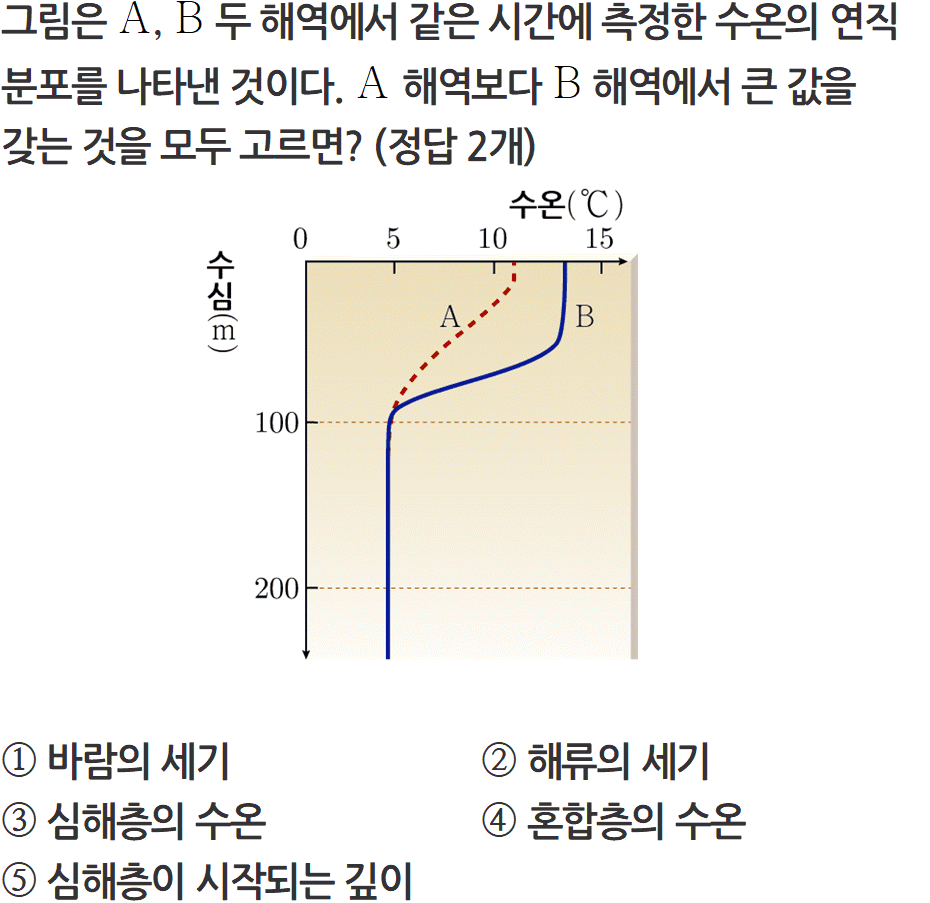 그림은 A, B 두 해역에서 같은 시간에 측정한 수온의 연직
분포를 나타낸 것이다. A 해역보다 B 해역에서 큰 값을
갖는 것을 모두 고르면? (정답 2개)
수온(℃)
0 5 10 15
수심(m)
A B
100
200
① 바람의 세기 ② 해류의 세기
③ 심해층의 수온 ④ 혼합층의 수온
⑤ 심해층이 시작되는 깊이